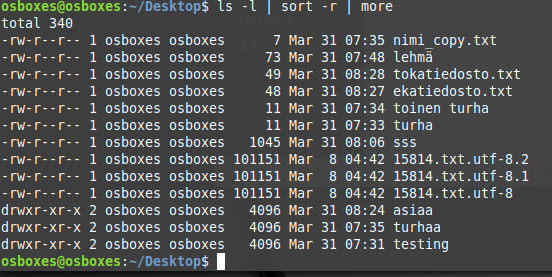 osboxes@osboxes:~/Desktop$ ls -l | sort -r | more
total 340
-rw-r--r-- 1 osboxes osboxes      7 Mar 31 07:35 nimi_copy.txt
-rw-r--r-- 1 osboxes osboxes     73 Mar 31 07:48 lehmä
-rw-r--r-- 1 osboxes osboxes     49 Mar 31 08:28 tokatiedosto.txt
-rw-r--r-- 1 osboxes osboxes     48 Mar 31 08:27 ekatiedosto.txt
-rw-r--r-- 1 osboxes osboxes     11 Mar 31 07:34 toinen turha
-rw-r--r-- 1 osboxes osboxes     11 Mar 31 07:33 turha
-rw-r--r-- 1 osboxes osboxes   1045 Mar 31 08:06 sss
-rw-r--r-- 1 osboxes osboxes 101151 Mar  8 04:42 15814.txt.utf-8.2
-rw-r--r-- 1 osboxes osboxes 101151 Mar  8 04:42 15814.txt.utf-8.1
-rw-r--r-- 1 osboxes osboxes 101151 Mar  8 04:42 15814.txt.utf-8
drwxr-xr-x 2 osboxes osboxes   4096 Mar 31 08:24 asiaa
drwxr-xr-x 2 osboxes osboxes   4096 Mar 31 07:35 turhaa
drwxr-xr-x 2 osboxes osboxes   4096 Mar 31 07:31 testing
osboxes@osboxes:~/Desktop$